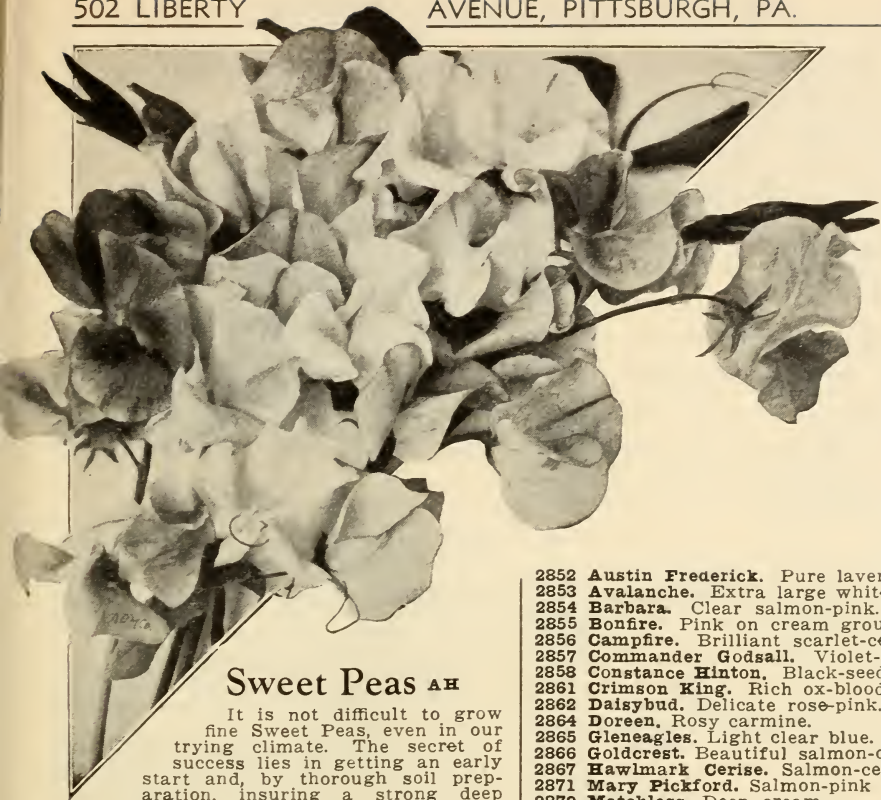 502 LIBERTY AVENUE, PITTSBURGH, PA.
Sweet Peas AH
It is not difficult to grow
fine Sweet Peas, even in our
trying climate. The secret of
success lies in getting an early
start and, by thorough soil prep-
aration, insuring a strong deep
2852 Austin Frederick. Pure laven
2853 Avalanche. Extra large whit
2854 Barbara. Clear salmon-pink.
2855 Bonfire. Pink on cream grou
2856 Campfire. Brilliant scarlet-ce
2857 Commander Godsall. Violet-
2858 Constance Hinton. Black-seed
2861 Crimson King. Rich ox-blood
2862 Daisybud. Delicate rose-pink.
2864 Doreen. Rosy carmine.
2865 Gleneagles. Light clear blue.
2866 Goldcrest. Beautiful salmon-o
2867 Hawlmark Cerise. Salmon-ce
2871 Mary Pickford. Salmon-pink